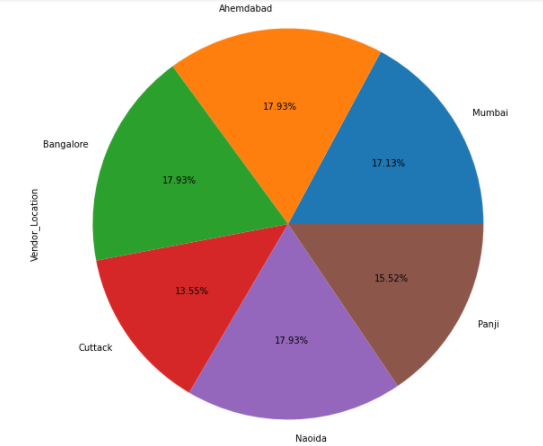 Ahemdabad
17.93%
Mumbai
17.13%
Bangalore
17.93%
Vendor_Location
13.55%
Cuttack
17.93%
Naoida
15.52%
Panji